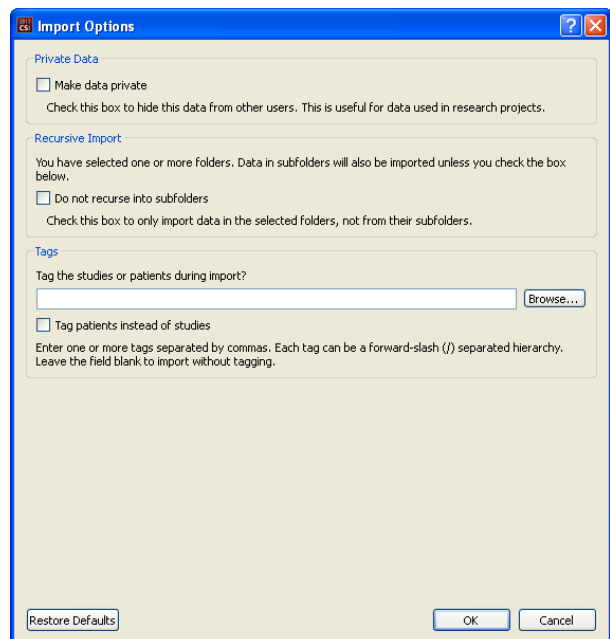 2013
CSI
Import Options
?
Private Data
Make data private
Check this box to hide this data from other users. This is useful for data used in research projects.
Recursive Import
You have selected one or more folders. Data in subfolders will also be imported unless you check the box
below.
Do not recurse into subfolders
Check this box to only import data in the selected folders, not from their subfolders.
Tags
Tag the studies or patients during import?
Browse...
Tag patients instead of studies
Enter one or more tags separated by commas. Each tag can be a forward-slash (/) separated hierarchy.
Leave the field blank to import without tagging.
Restore Defaults
OK
Cancel